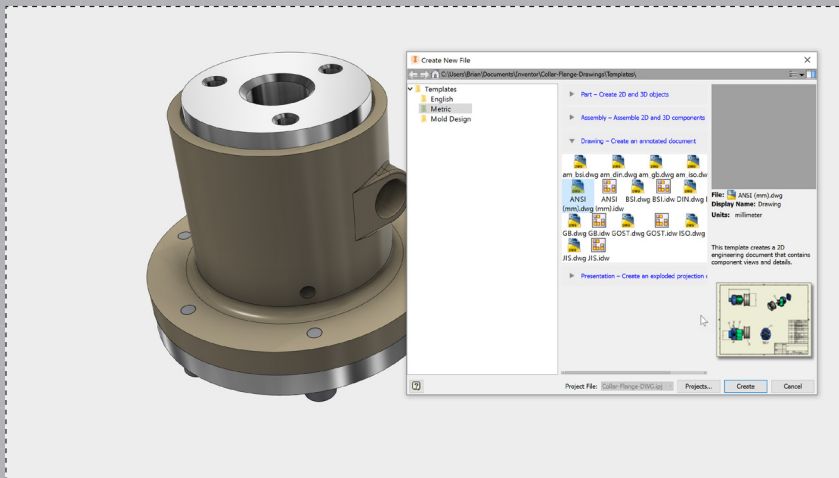 Create New File
C:\Users\Brian\Documents\Inventor\Collar-Flange-Drawings\Templates\
Templates
English
Metric
Mold Design
Part – Create 2D and 3D objects
Assembly – Assemble 2D and 3D components
Drawing – Create an annotated document
am_bsi.dwg am_din.dwg am_gb.dwg am_iso.dw
ANSI (mm).dwg ANSI (mm).idw BSI.dwg BSI.idw DIN.dwg
GB.dwg GB.idw GOST.dwg GOST.idw ISO.dwg
JIS.dwg JIS.idw
Presentation – Create an exploded projection
File: ANSI (mm).dwg
Display Name: Drawing
Units: millimeter
This template creates a 2D
engineering document that contains
component views and details.
Project File: Collar-Flange-DWG.ipj
Projects...
Create
Cancel